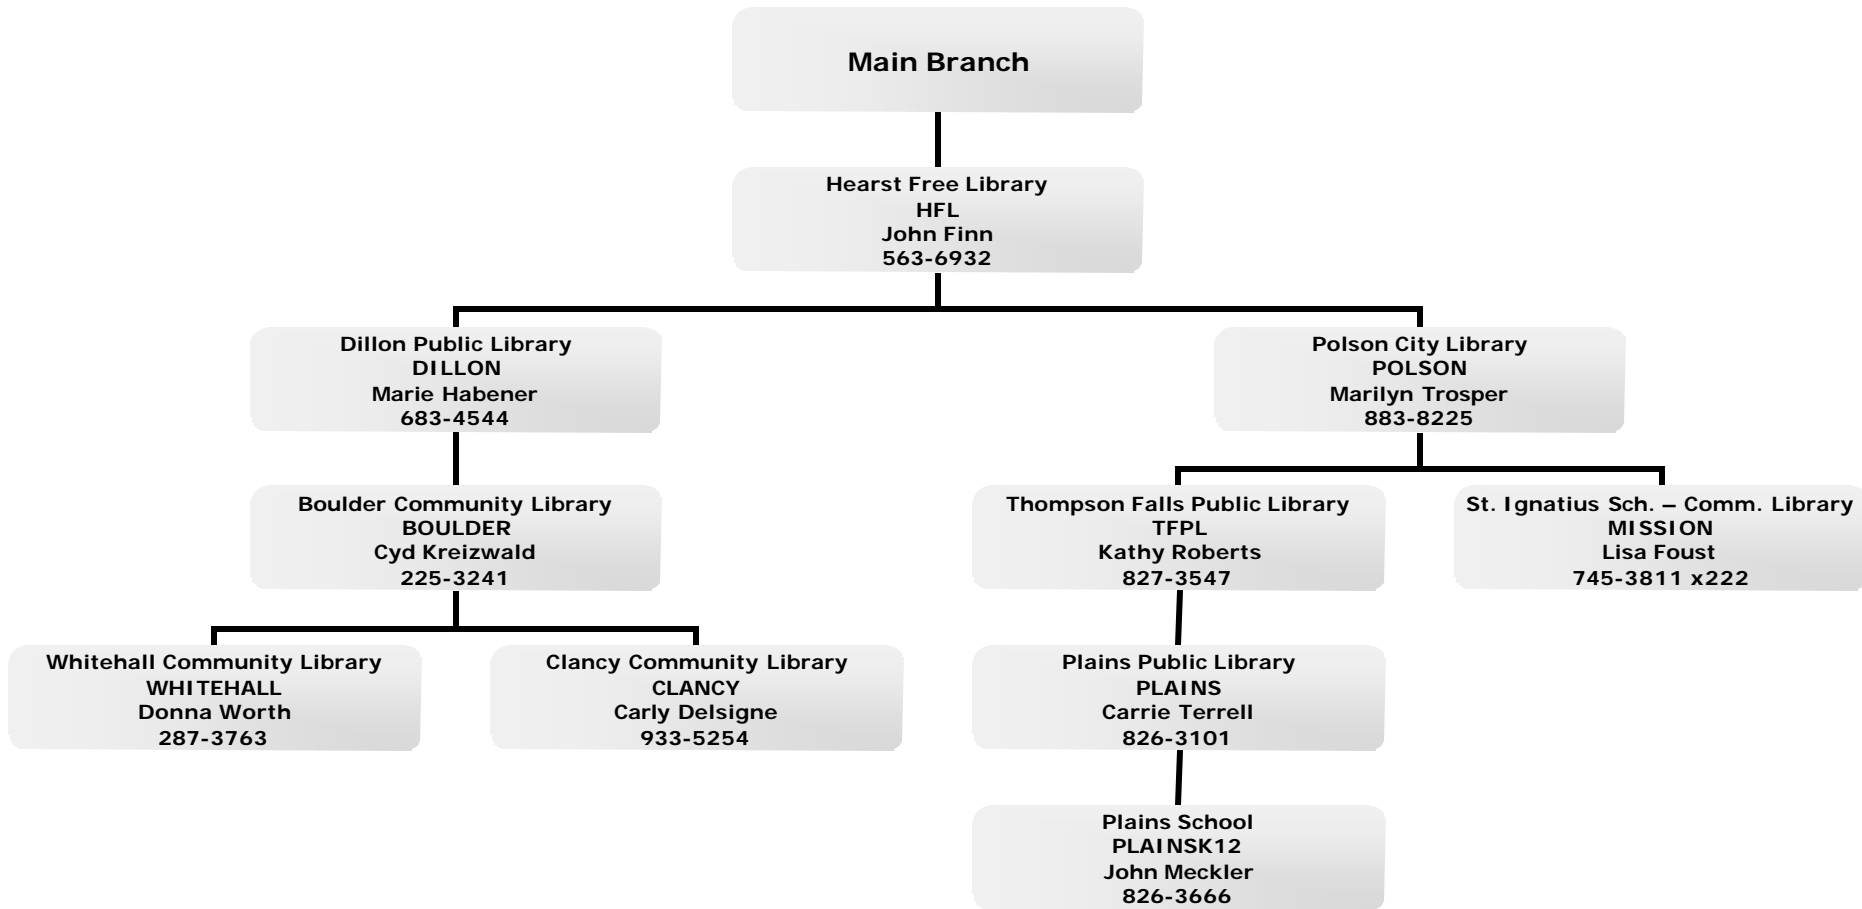 Main Branch
Hearst Free Library
HFL
John Finn
563-6932
Dillon Public Library
DILLON
Marie Habener
683-4544
Polson City Library
POLSON
Marilyn Trosper
883-8225
Boulder Community Library
BOULDER
Cyd Kreizwald
225-3241
Thompson Falls Public Library
TFPL
Kathy Roberts
827-3547
St. Ignatius Sch. – Comm. Library
MISSION
Lisa Foust
745-3811 x222
Whitehall Community Library
WHITEHALL
Donna Worth
287-3763
Clancy Community Library
CLANCY
Carly Delsigne
933-5254
Plains Public Library
PLAINS
Carrie Terrell
826-3101
Plains School
PLAINSK12
John Meckler
826-3666